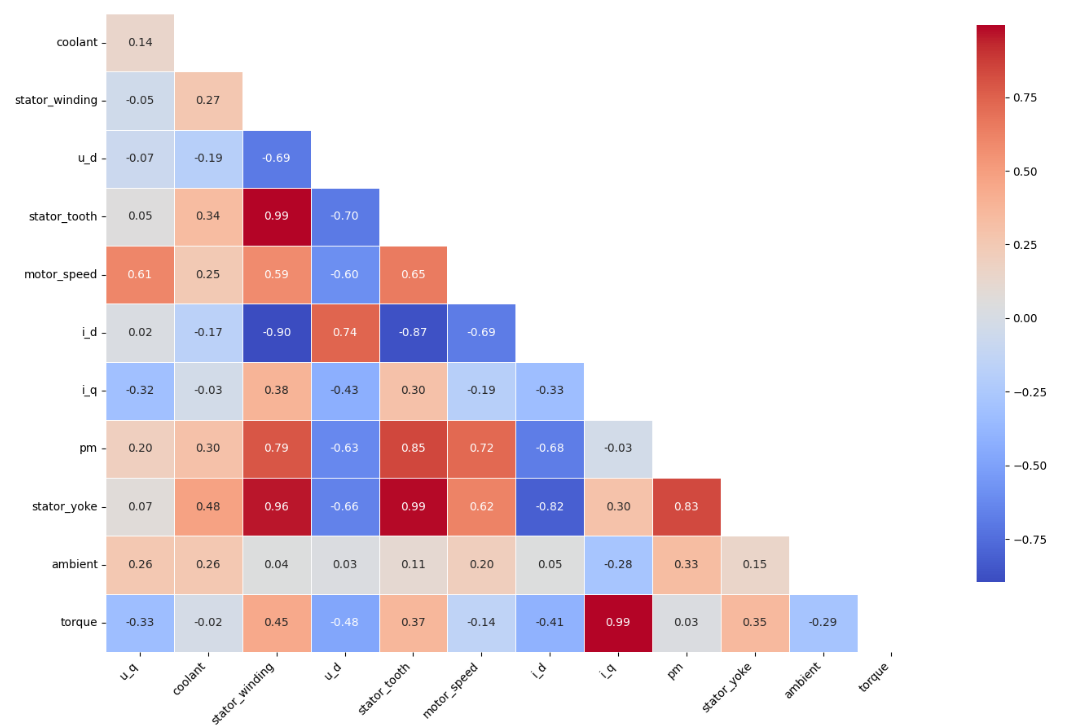 coolant 0.14
stator_winding -0.05 0.27
u_d -0.07 -0.19 -0.69
stator_tooth 0.05 0.34 0.99 -0.70
motor_speed 0.61 0.25 0.59 -0.60 0.65
i_d 0.02 -0.17 -0.90 0.74 -0.87 -0.69
i_q -0.32 -0.03 0.38 -0.43 0.30 -0.19 -0.33
pm 0.20 0.30 0.79 -0.63 0.85 0.72 -0.68 -0.03
stator_yoke 0.07 0.48 0.96 -0.66 0.99 0.62 -0.82 0.30 0.83
ambient 0.26 0.26 0.04 0.03 0.11 0.20 0.05 -0.28 0.33 0.15
torque -0.33 -0.02 0.45 -0.48 0.37 -0.14 -0.41 0.99 0.03 0.35 -0.29
u_q coolant stator_winding u_d stator_tooth motor_speed i_d i_q pm stator_yoke ambient torque
0.75
0.50
0.25
0.00
−0.25
−0.50
−0.75